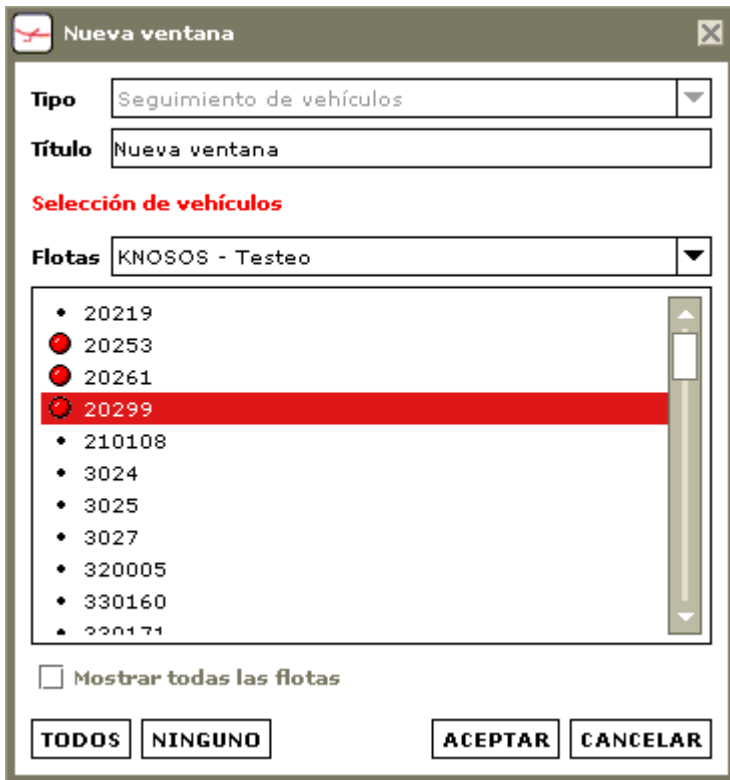 Nueva ventana
Tipo Seguimiento de vehículos
Título Nueva ventana
Selección de vehículos
Flotas KNOSOS - Testeo
20219
20253
20261
20299
210108
3024
3025
3027
320005
330160
330171
Mostrar todas las flotas
TODOS NINGUNO ACEPTAR CANCELAR